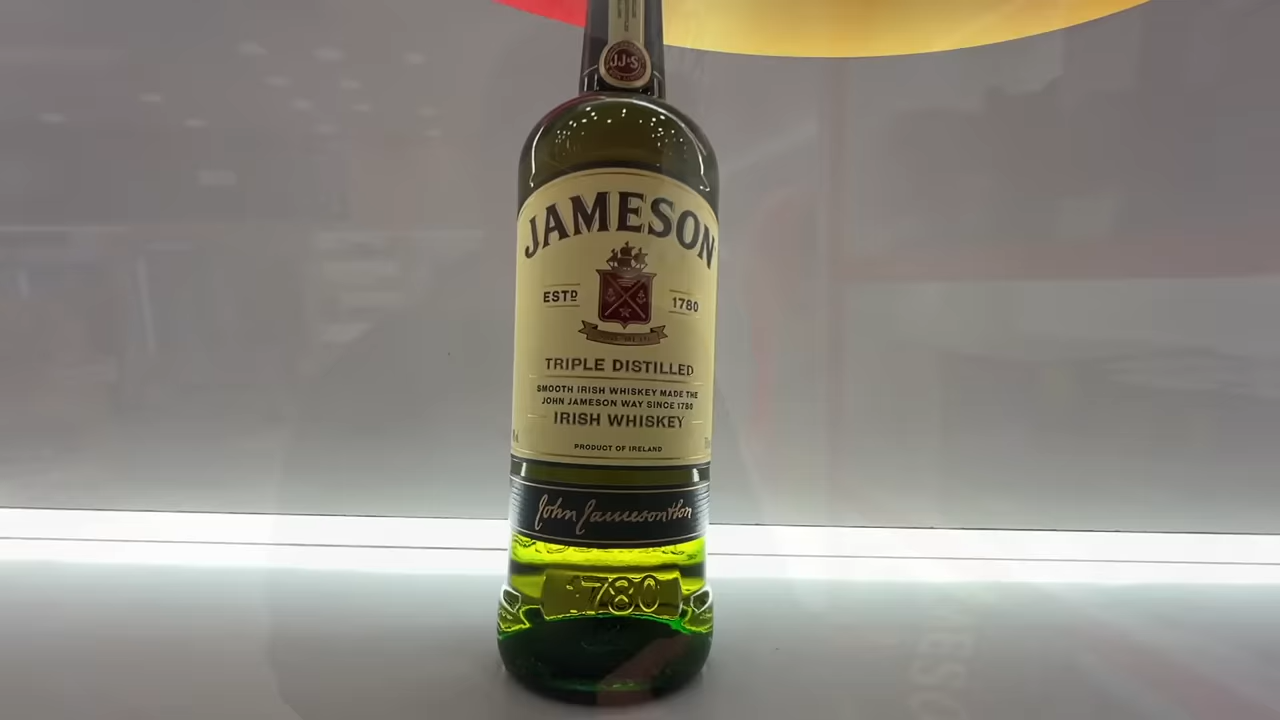 JJ&S
JAMESON
ESTD 1780
TRIPLE DISTILLED
SMOOTH IRISH WHISKEY MADE THE
JOHN JAMESON WAY SINCE 1780
IRISH WHISKEY
PRODUCT OF IRELAND
John Jameson & Son
1780